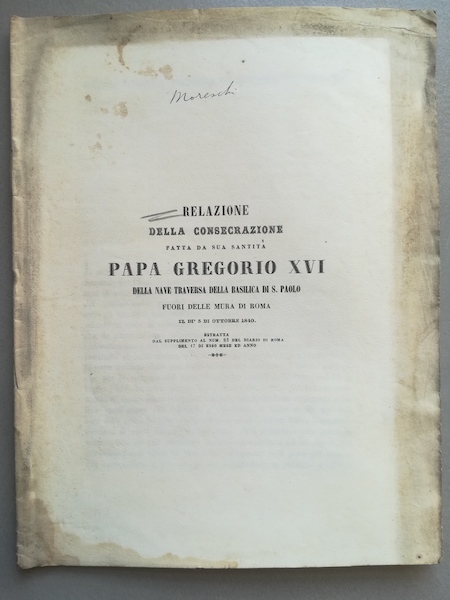 Moreschi
RELAZIONE
DELLA CONSECRAZIONE
FATTA DA SUA SANTITÀ
PAPA GREGORIO XVI
DELLA NAVE TRAVERSA DELLA BASILICA DI S. PAOLO
FUORI DELLE MURA DI ROMA
IL DI' 5 DI OTTOBRE 1840.
ESTRATTA
DAL SUPPLIMENTO AL NUM. 83 DEL DIARIO DI ROMA
DEL 17 DI ESSO MESE ED ANNO